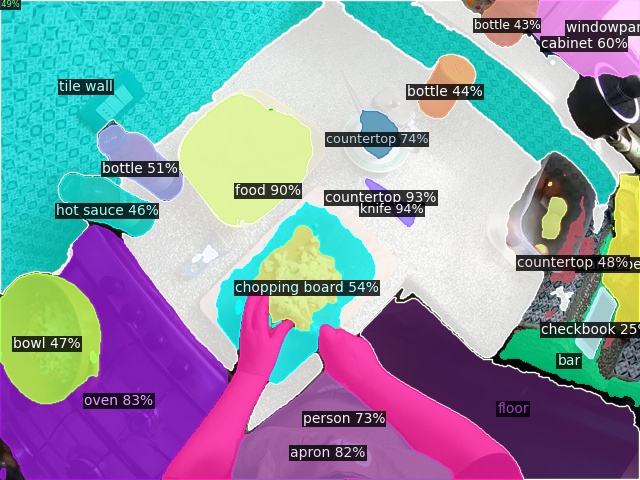 49%
bottle 43%
windowpan
cabinet 60%
tile wall
bottle 44%
countertop 74%
bottle 51%
food 90%
countertop 93%
knife 94%
hot sauce 46%
countertop 48%
chopping board 54%
checkbook 25%
bowl 47%
bar
oven 83%
floor
person 73%
apron 82%